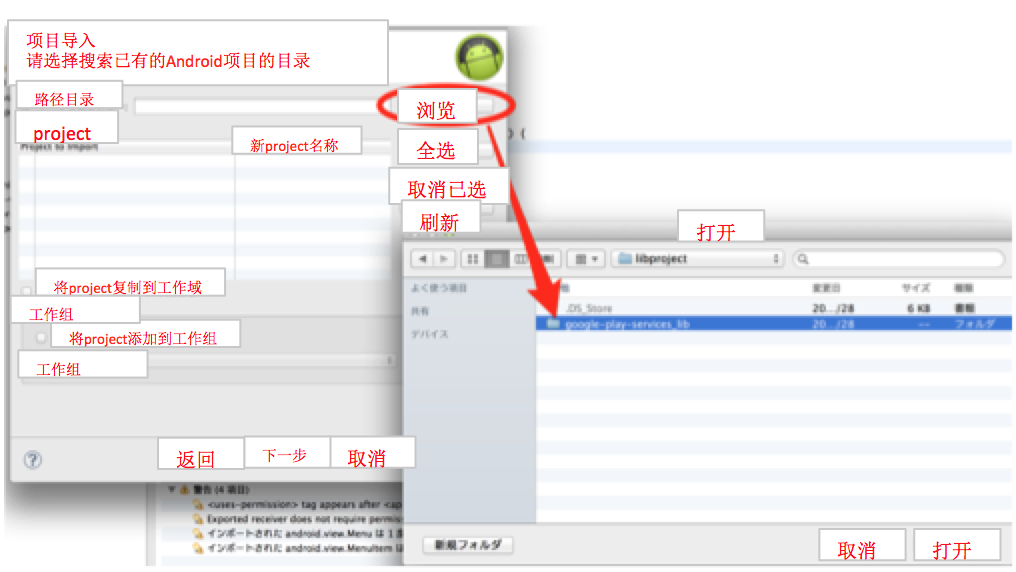 项目导入
请选择搜索已有的Android项目的目录
路径目录
浏览
project
Project to Import
新project名称
全选
取消已选
刷新
将project复制到工作域
工作组
将project添加到工作组
工作组
返回
下一步
取消
打开
libproject
よく使う項目
共有
デバイス
変更日
サイズ
種類
.DS_Store
20.../28
6 KB
書類
google-play-services_lib
20.../28
--
フォルダ
警告 (4 項目)
<uses-permission> tag appears after <ap
Exported receiver does not require permis
インポートされた android.view.Menu は 1
インポートされた android.view.MenuItem は
新規フォルダ
取消
打开